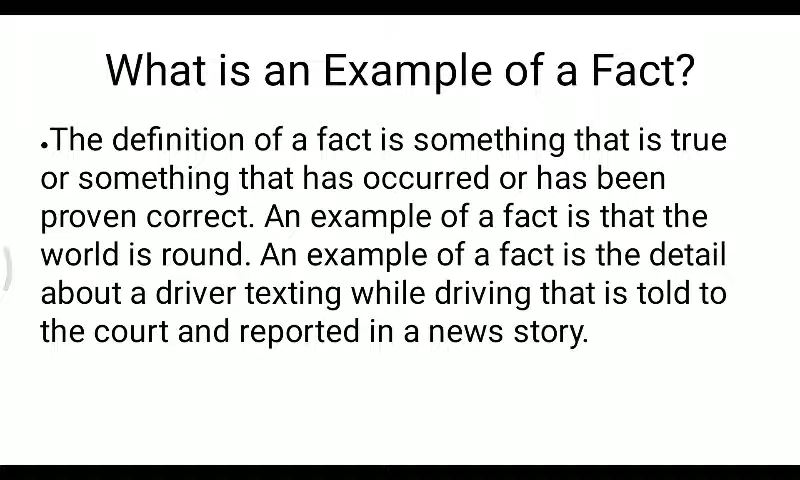 What is an Example of a Fact?
•The definition of a fact is something that is true
or something that has occurred or has been
proven correct. An example of a fact is that the
world is round. An example of a fact is the detail
about a driver texting while driving that is told to
the court and reported in a news story.